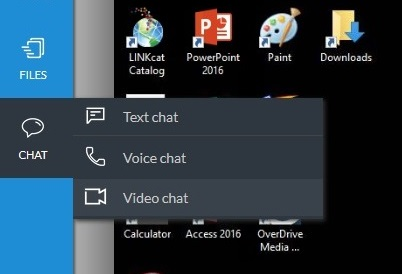 LINKcat
Catalog
PowerPoint
2016
Paint
Downloads
FILES
CHAT
Text chat
Voice chat
Video chat
Calculator
Access 2016
OverDrive
Media ...